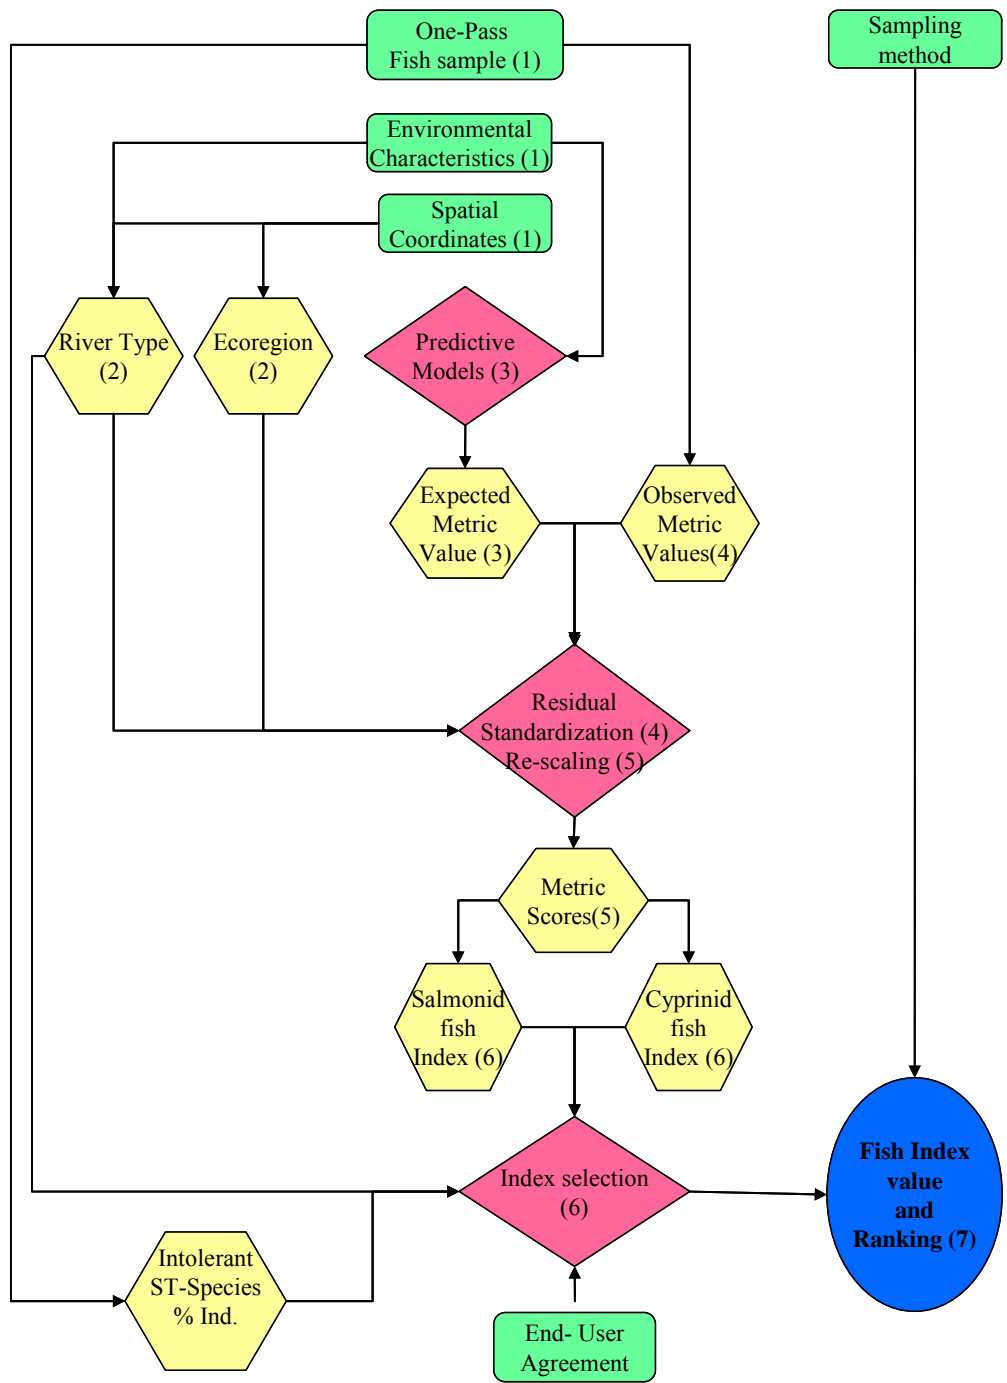 One-Pass
Fish sample (1)
Sampling
method
Environmental
Characteristics (1)
Spatial
Coordinates (1)
River Type
(2)
Ecoregion
(2)
Predictive
Models (3)
Expected
Metric
Value (3)
Observed
Metric
Values(4)
Residual
Standardization (4)
Re-scaling (5)
Metric
Scores(5)
Salmonid
fish
Index (6)
Cyprinid
fish
Index (6)
Index selection
(6)
Fish Index
value
and
Ranking (7)
Intolerant
ST-Species
% Ind.
End- User
Agreement